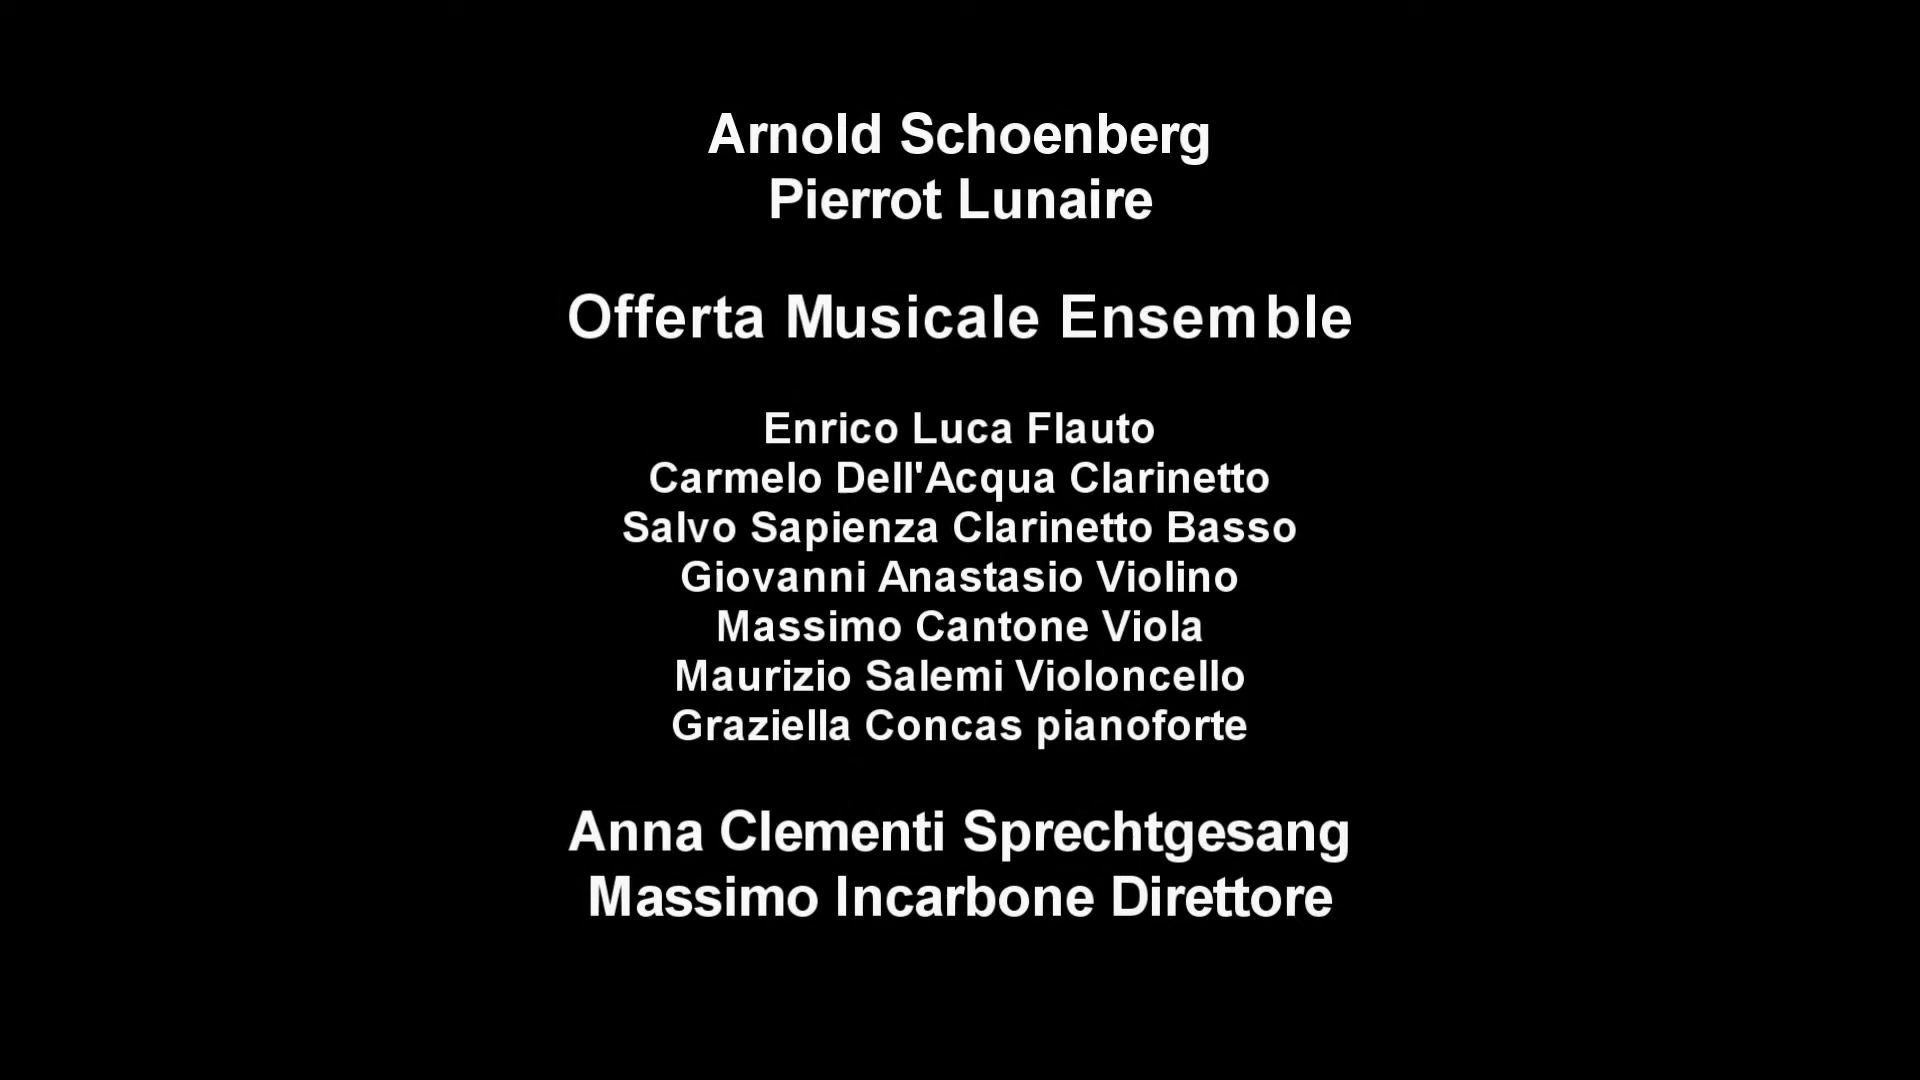 Arnold Schoenberg
Pierrot Lunaire
Offerta Musicale Ensemble
Enrico Luca Flauto
Carmelo Dell'Acqua Clarinetto
Salvo Sapienza Clarinetto Basso
Giovanni Anastasio Violino
Massimo Cantone Viola
Maurizio Salemi Violoncello
Graziella Concas pianoforte
Anna Clementi Sprechtgesang
Massimo Incarbone Direttore